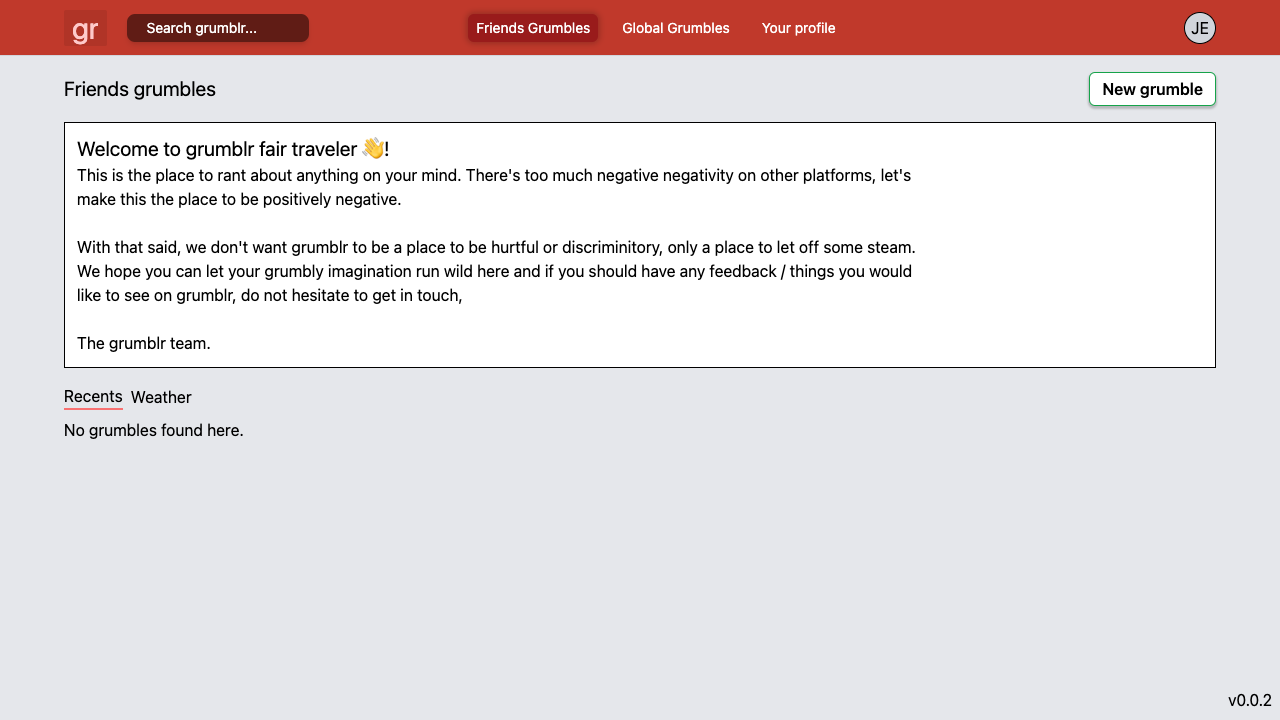 gr
Search grumblr...
Friends Grumbles
Global Grumbles
Your profile
JE
Friends grumbles
New grumble
Welcome to grumblr fair traveler 👋!
This is the place to rant about anything on your mind. There's too much negative negativity on other platforms, let's
make this the place to be positively negative.
With that said, we don't want grumblr to be a place to be hurtful or discriminitory, only a place to let off some steam.
We hope you can let your grumbly imagination run wild here and if you should have any feedback / things you would
like to see on grumblr, do not hesitate to get in touch,
The grumblr team.
Recents
Weather
No grumbles found here.
v0.0.2